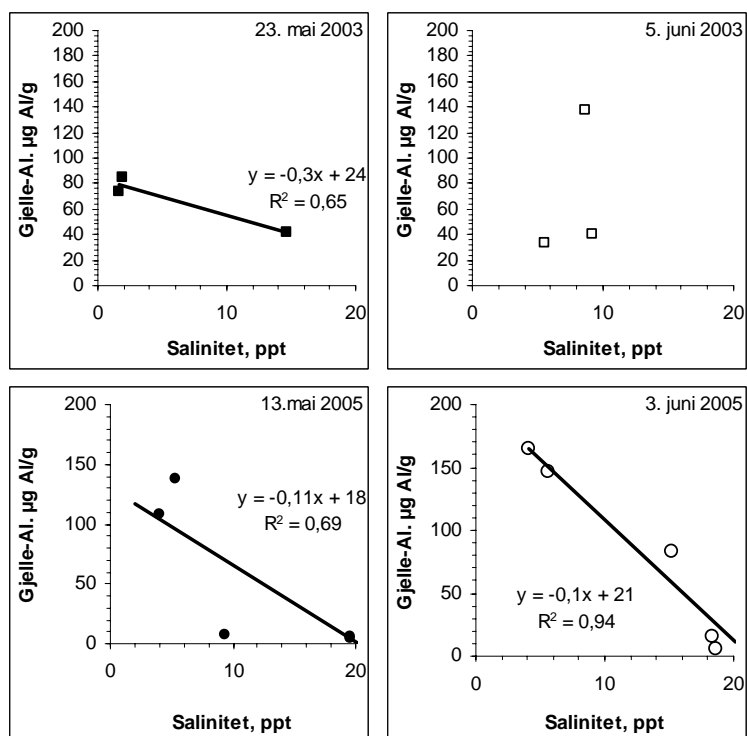 23. mai 2003
Gjelle-Al. µg Al/g
200
180
160
140
120
100
80
60
40
20
0
y = -0,3x + 24
R² = 0,65
0 10 20
Salinitet, ppt
5. juni 2003
Gjelle-Al. µg Al/g
200
180
160
140
120
100
80
60
40
20
0
0 10 20
Salinitet, ppt
13.mai 2005
Gjelle-Al. µg Al/g
200
150
100
50
0
y = -0,11x + 18
R² = 0,69
0 10 20
Salinitet, ppt
3. juni 2005
Gjelle-Al. µg Al/g
200
150
100
50
0
y = -0,1x + 21
R² = 0,94
0 10 20
Salinitet, ppt